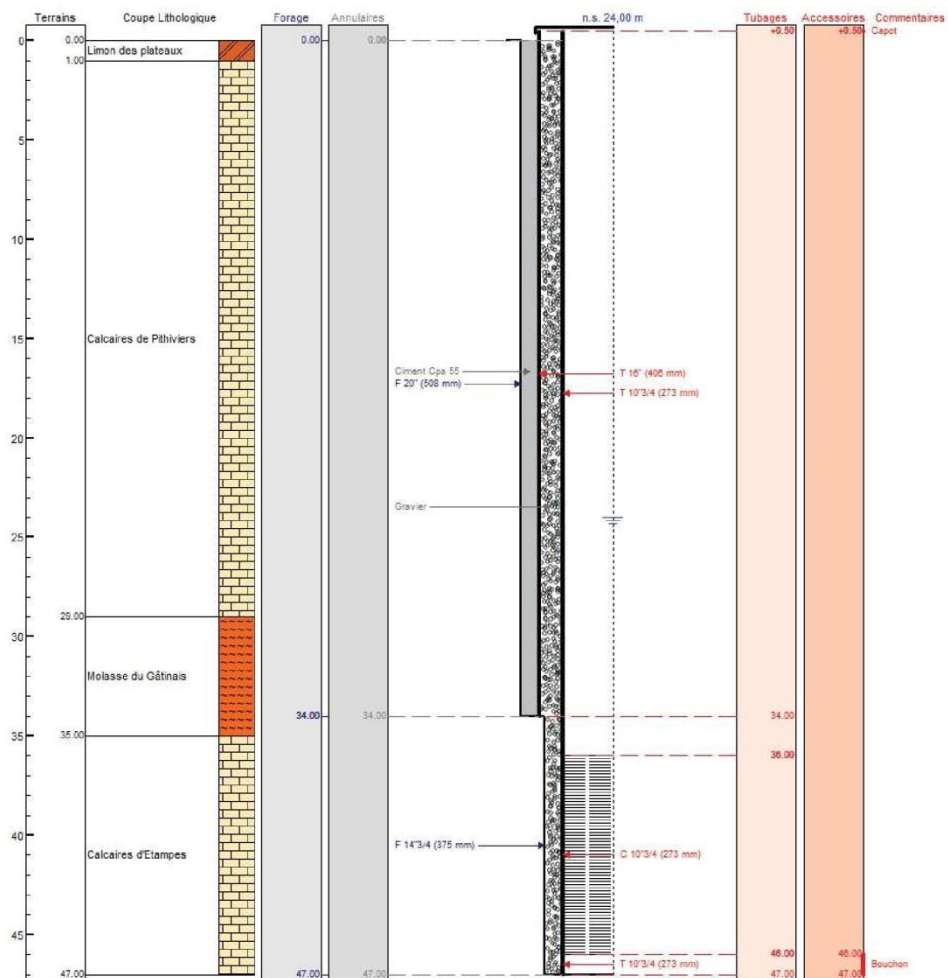 Terrains Coupe Lithologique Forage Annulaires n.s. 24,00 m Tubages Accessoires Commentaires
+0.50 +0.50 Capot
0 0.00 0.00 0.00
Limon des plateaux
1.00
5
10
15
Calcaires de Pithiviers
Ciment Cpa 55 T 16" (406 mm)
F 20" (508 mm) T 10"3/4 (273 mm)
20
Gravier
25
29.00
30
Molasse du Gâtinais
34.00 34.00 34.00
35 35.00
36.00
40
F 14"3/4 (375 mm)
Calcaires d'Etampes C 10"3/4 (273 mm)
45
46.00 46.00
T 10"3/4 (273 mm) Bouchon
47.00 47.00 47.00 47.00 47.00